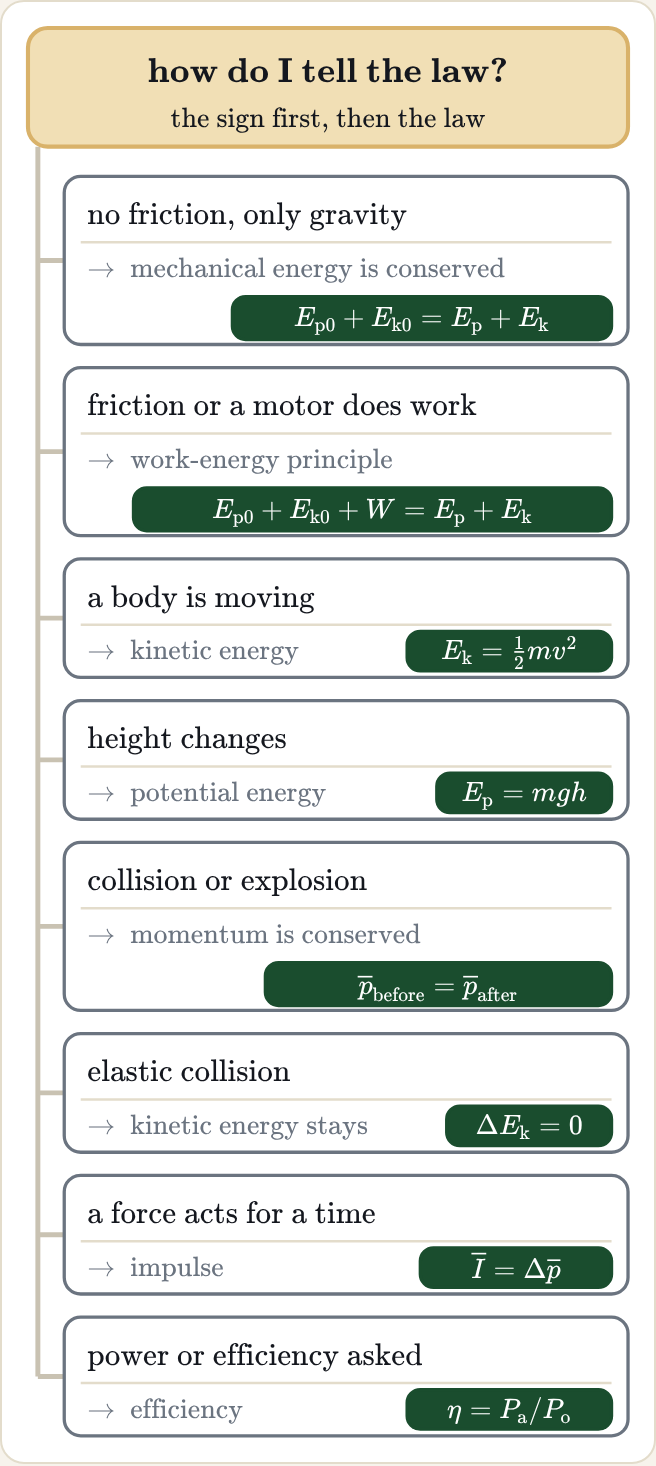 how do I tell the law?
the sign first, then the law
no friction, only gravity
→ mechanical energy is conserved
E_p0 + E_k0 = E_p + E_k
friction or a motor does work
→ work-energy principle
E_p0 + E_k0 + W = E_p + E_k
a body is moving
→ kinetic energy
E_k = ½mv²
height changes
→ potential energy
E_p = mgh
collision or explosion
→ momentum is conserved
p̅_before = p̅_after
elastic collision
→ kinetic energy stays
ΔE_k = 0
a force acts for a time
→ impulse
I̅ = Δp̅
power or efficiency asked
→ efficiency
η = P_a/P_o